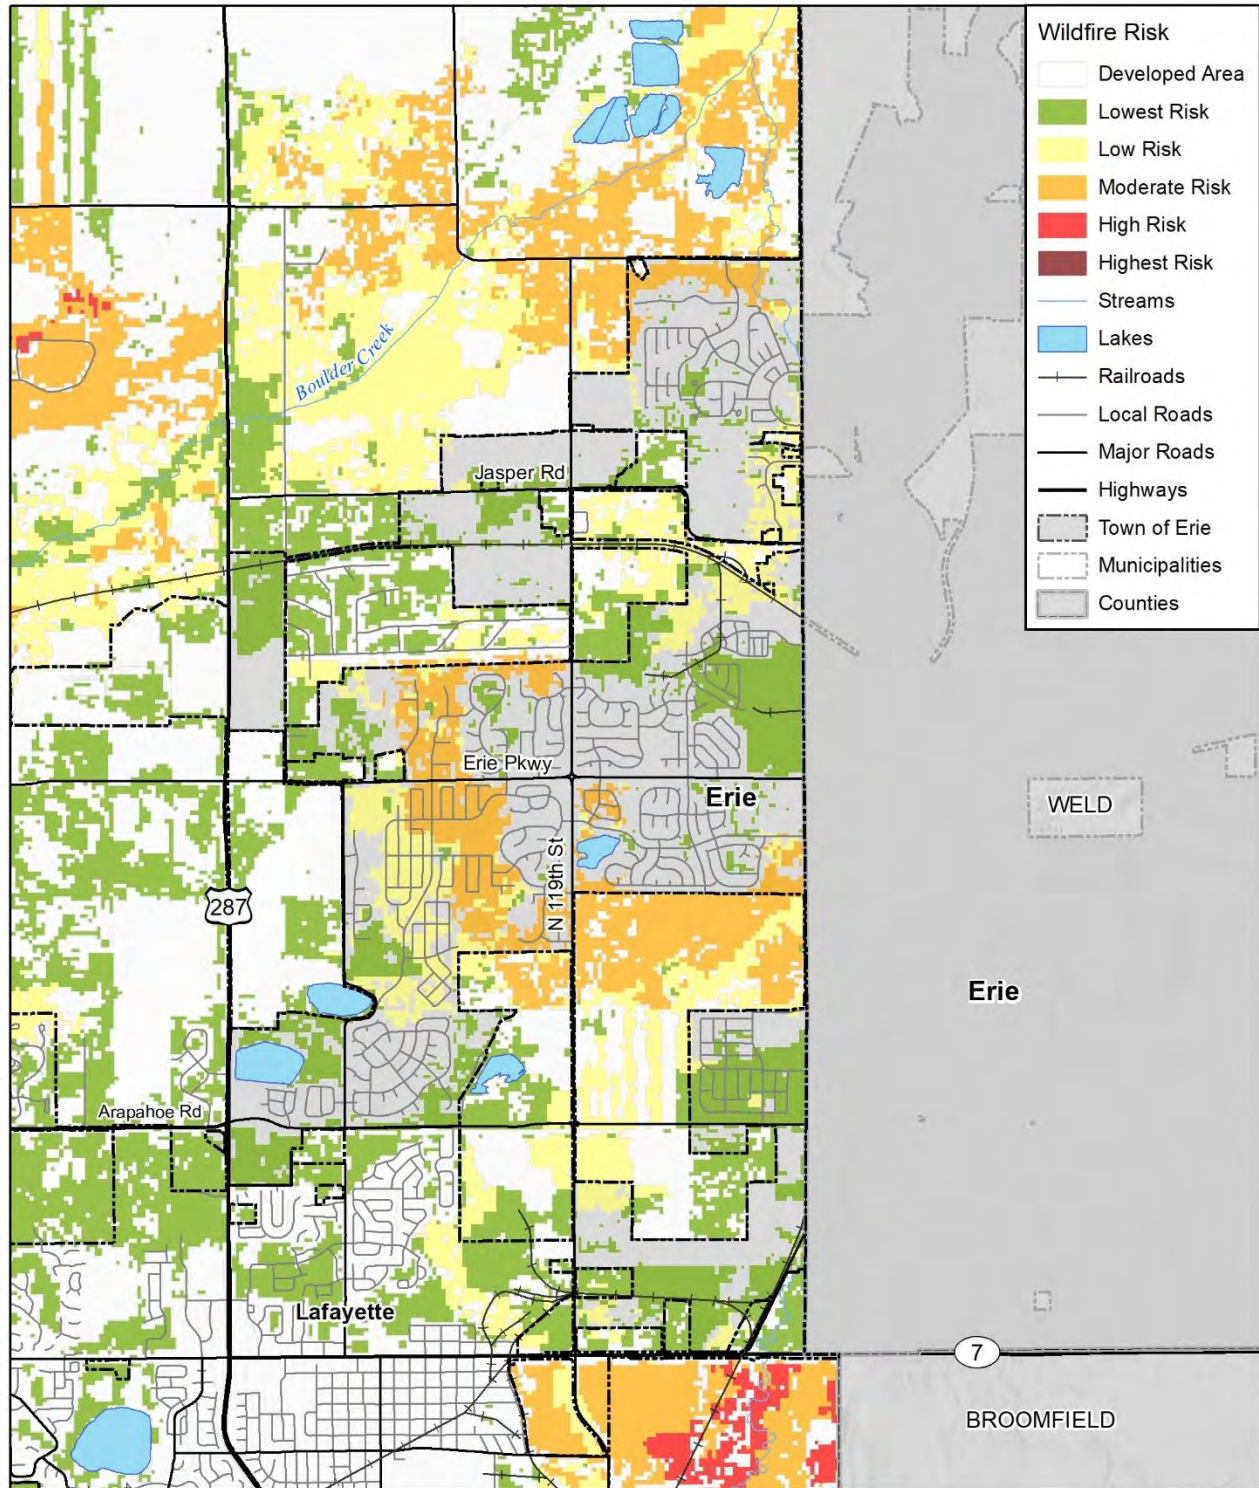 Wildfire Risk
Developed Area
Lowest Risk
Low Risk
Moderate Risk
High Risk
Highest Risk
Streams
Lakes
Railroads
Local Roads
Major Roads
Highways
Town of Erie
Municipalities
Counties
Boulder Creek
Jasper Rd
Erie Pkwy
Erie
WELD
N 119th St
287
Erie
Arapahoe Rd
Lafayette
7
BROOMFIELD